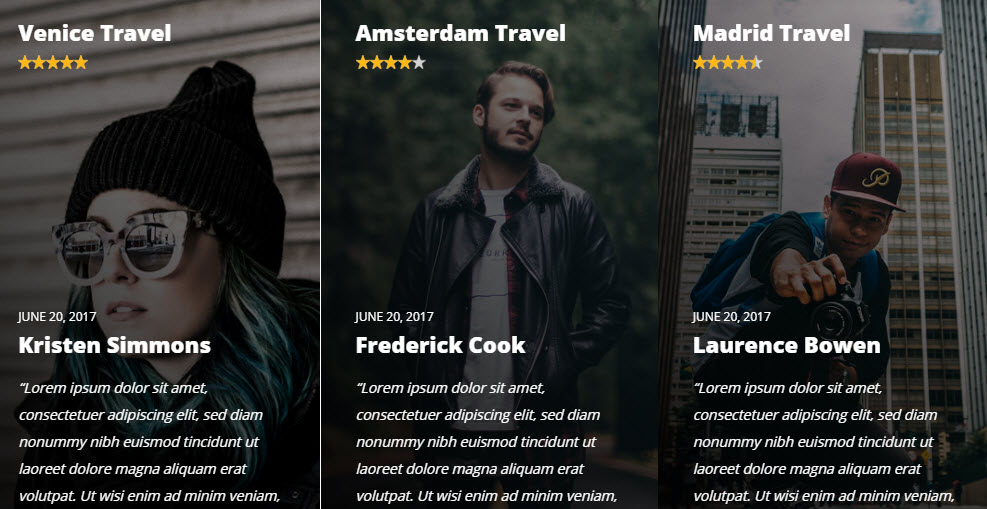 Venice Travel
JUNE 20, 2017
Kristen Simmons
“Lorem ipsum dolor sit amet,
consectetuer adipiscing elit, sed diam
nonummy nibh euismod tincidunt ut
laoreet dolore magna aliquam erat
volutpat. Ut wisi enim ad minim veniam,
Amsterdam Travel
JUNE 20, 2017
Frederick Cook
“Lorem ipsum dolor sit amet,
consectetuer adipiscing elit, sed diam
nonummy nibh euismod tincidunt ut
laoreet dolore magna aliquam erat
volutpat. Ut wisi enim ad minim veniam,
Madrid Travel
JUNE 20, 2017
Laurence Bowen
“Lorem ipsum dolor sit amet,
consectetuer adipiscing elit, sed diam
nonummy nibh euismod tincidunt ut
laoreet dolore magna aliquam erat
volutpat. Ut wisi enim ad minim veniam,